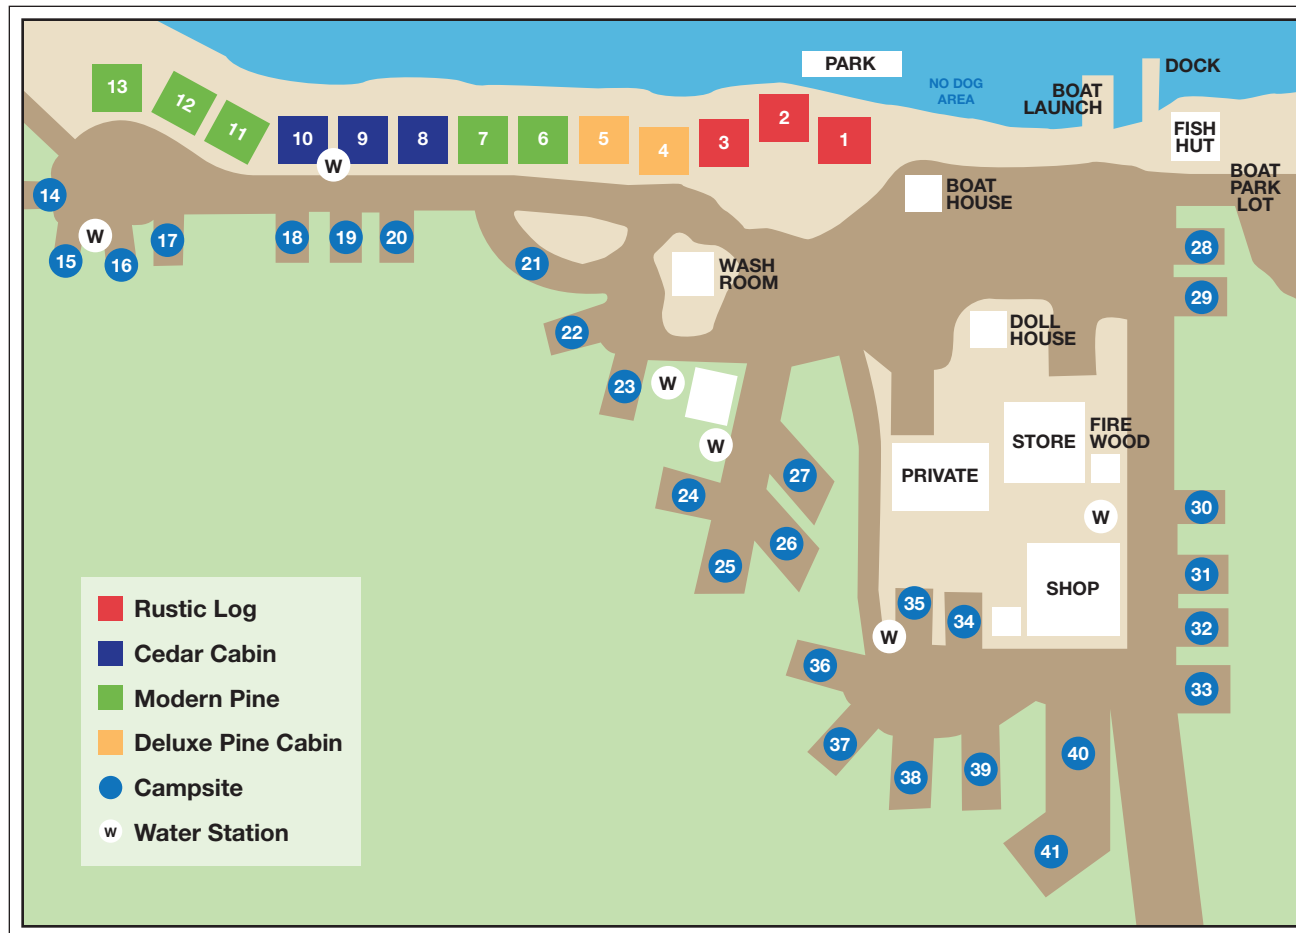 PARK
DOCK
NO DOG
AREA
BOAT
LAUNCH
13
12
11
10
9
8
7
6
5
4
3
2
1
FISH
HUT
W
BOAT
PARK
LOT
BOAT
HOUSE
14
W
15
16
17
18
19
20
21
WASH
ROOM
28
29
22
DOLL
HOUSE
23
W
W
STORE
FIRE
WOOD
PRIVATE
24
27
26
25
W
30
31
32
33
SHOP
35
34
W
36
37
38
39
40
41
Rustic Log
Cedar Cabin
Modern Pine
Deluxe Pine Cabin
Campsite
W Water Station